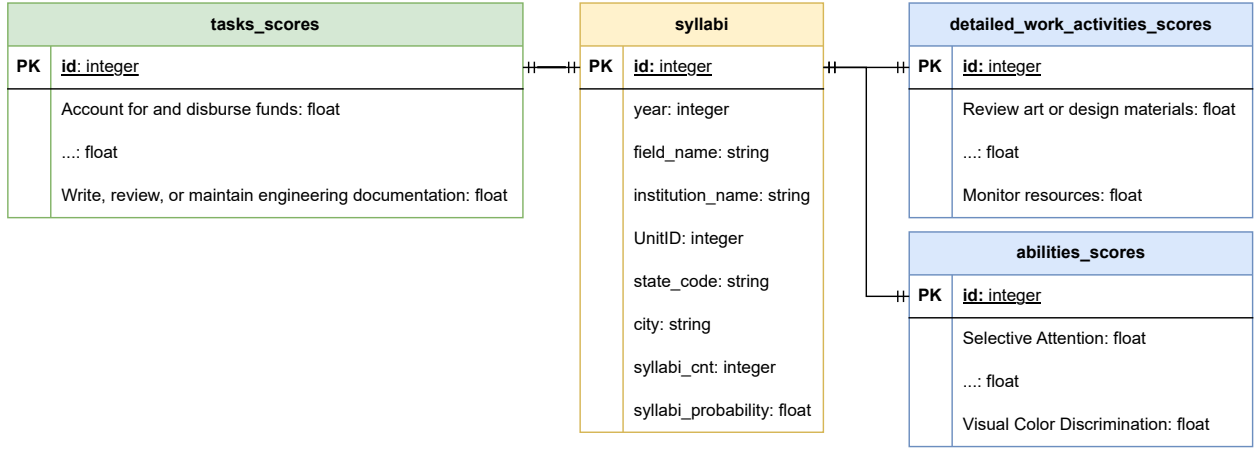 tasks_scores
PK id: integer
Account for and disburse funds: float
...: float
Write, review, or maintain engineering documentation: float
syllabi
PK id: integer
year: integer
field_name: string
institution_name: string
UnitID: integer
state_code: string
city: string
syllabi_cnt: integer
syllabi_probability: float
detailed_work_activities_scores
PK id: integer
Review art or design materials: float
...: float
Monitor resources: float
abilities_scores
PK id: integer
Selective Attention: float
...: float
Visual Color Discrimination: float